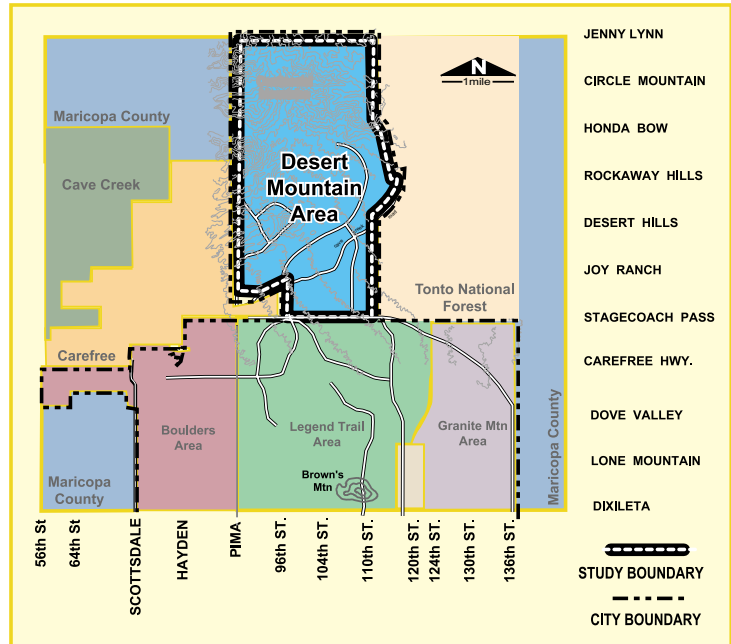 JENNY LYNN
N
1mile
CIRCLE MOUNTAIN
Maricopa County
HONDA BOW
Desert
Mountain
Area
Cave Creek
ROCKAWAY HILLS
DESERT HILLS
JOY RANCH
Tonto National
Forest
STAGECOACH PASS
Carefree
CAREFREE HWY.
Boulders
Area
Legend Trail
Area
Granite Mtn
Area
DOVE VALLEY
Maricopa County
Maricopa
County
Brown's
Mtn
LONE MOUNTAIN
DIXILETA
56th St
64th St
SCOTTSDALE
HAYDEN
PIMA
96th ST.
104th ST.
110th ST.
120th ST.
124th ST.
130th ST.
136th ST.
STUDY BOUNDARY
CITY BOUNDARY